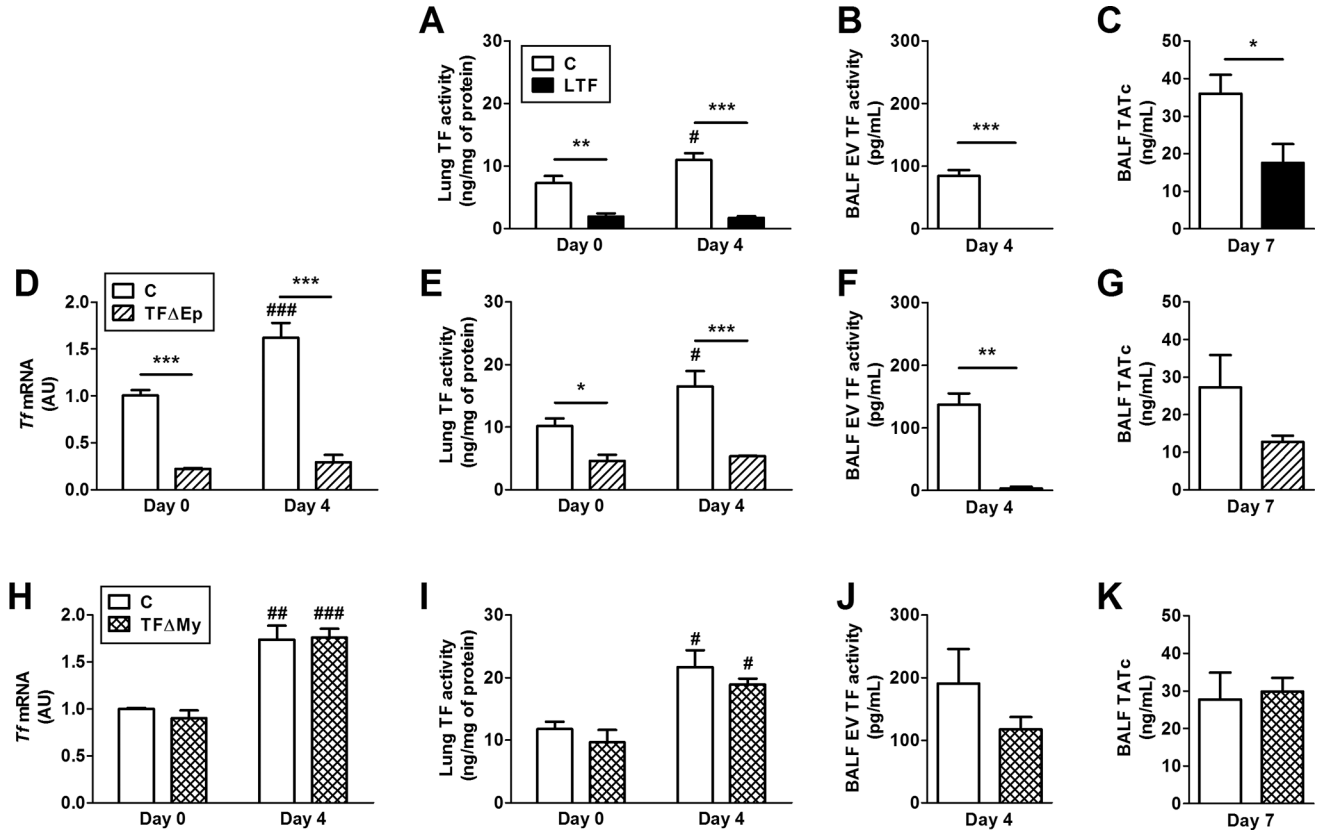 A
Lung TF activity
(ng/mg of protein)
30
20
10
0
C
LTF
**
***
#
Day 0
Day 4
B
BALF EV TF activity
(pg/mL)
300
200
100
0
***
Day 4
C
BALF TATc
(ng/mL)
50
40
30
20
10
0
*
Day 7
D
Tf mRNA
(AU)
2.0
1.5
1.0
0.5
0.0
C
TFΔEp
***
***
###
Day 0
Day 4
E
Lung TF activity
(ng/mg of protein)
30
20
10
0
*
***
#
Day 0
Day 4
F
BALF EV TF activity
(pg/mL)
300
200
100
0
**
Day 4
G
BALF TATc
(ng/mL)
50
40
30
20
10
0
Day 7
H
Tf mRNA
(AU)
2.0
1.5
1.0
0.5
0.0
C
TFΔMy
##
###
Day 0
Day 4
I
Lung TF activity
(ng/mg of protein)
30
20
10
0
#
#
Day 0
Day 4
J
BALF EV TF activity
(pg/mL)
300
200
100
0
Day 4
K
BALF TATc
(ng/mL)
50
40
30
20
10
0
Day 7